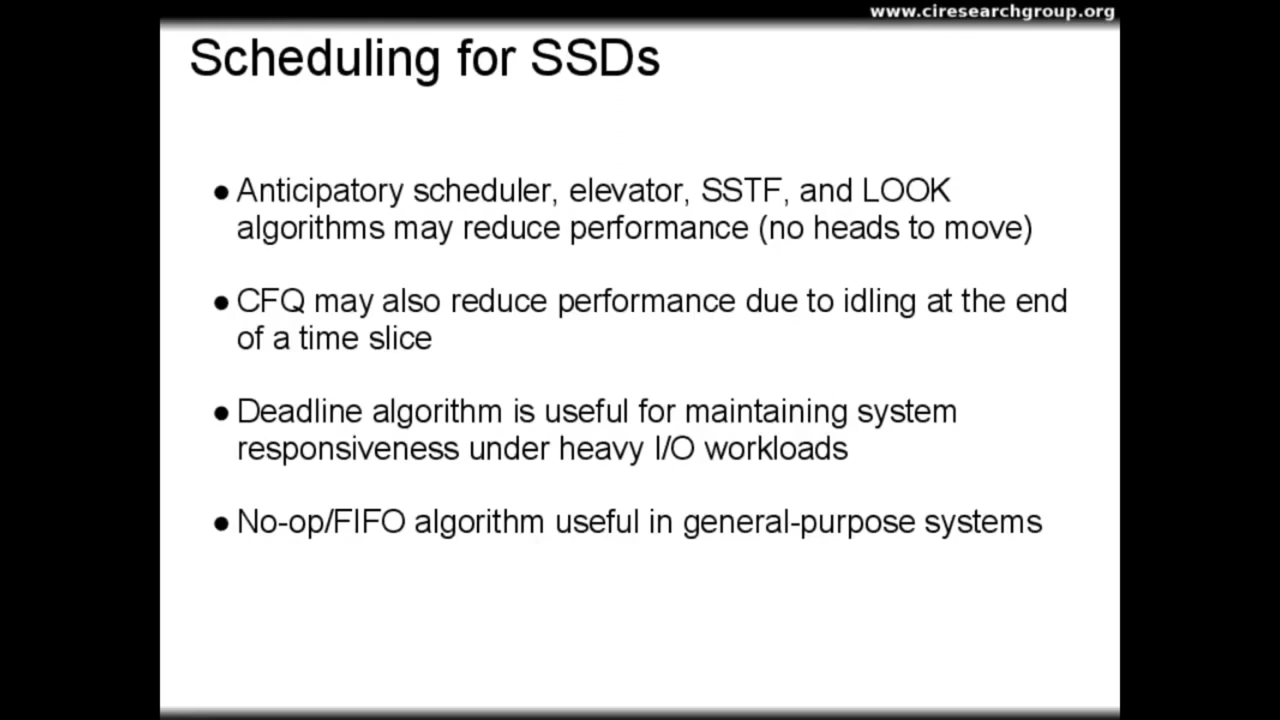 www.ciresearchgroup.org
Scheduling for SSDs
● Anticipatory scheduler, elevator, SSTF, and LOOK
algorithms may reduce performance (no heads to move)
● CFQ may also reduce performance due to idling at the end
of a time slice
● Deadline algorithm is useful for maintaining system
responsiveness under heavy I/O workloads
● No-op/FIFO algorithm useful in general-purpose systems